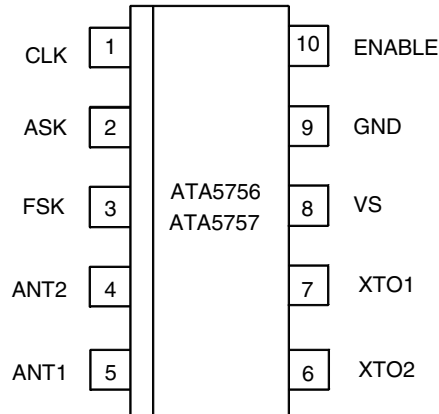 CLK 1 10 ENABLE
ASK 2 9 GND
ATA5756
ATA5757
FSK 3 8 VS
ANT2 4 7 XTO1
ANT1 5 6 XTO2